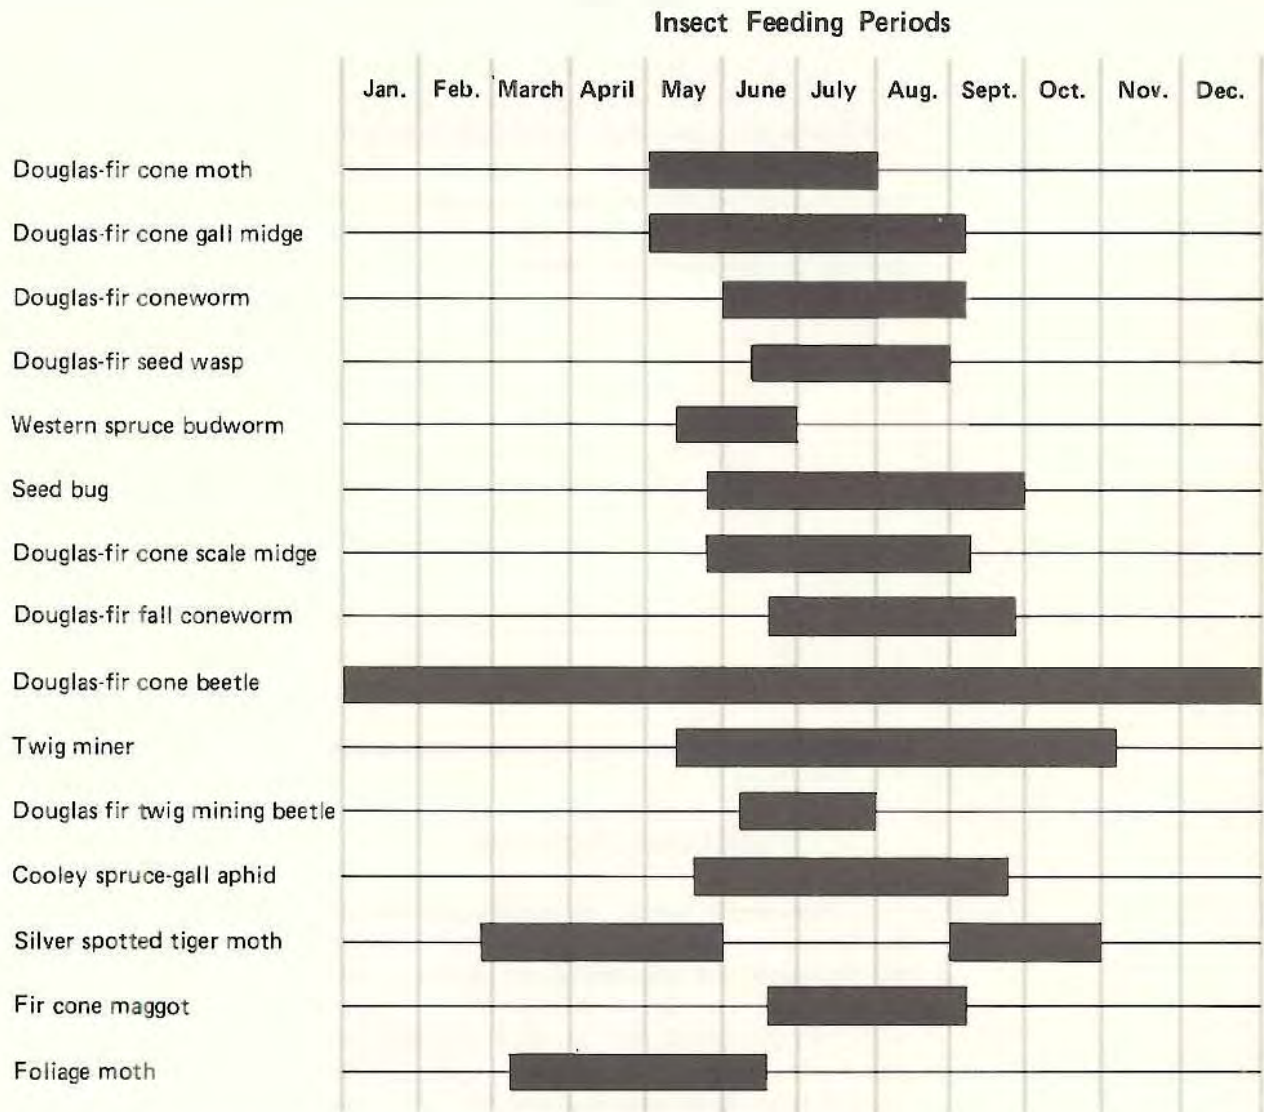 Insect Feeding Periods
Jan. Feb. March April May June July Aug. Sept. Oct. Nov. Dec.
Douglas-fir cone moth
Douglas-fir cone gall midge
Douglas-fir coneworm
Douglas-fir seed wasp
Western spruce budworm
Seed bug
Douglas-fir cone scale midge
Douglas-fir fall coneworm
Douglas-fir cone beetle
Twig miner
Douglas fir twig mining beetle
Cooley spruce-gall aphid
Silver spotted tiger moth
Fir cone maggot
Foliage moth